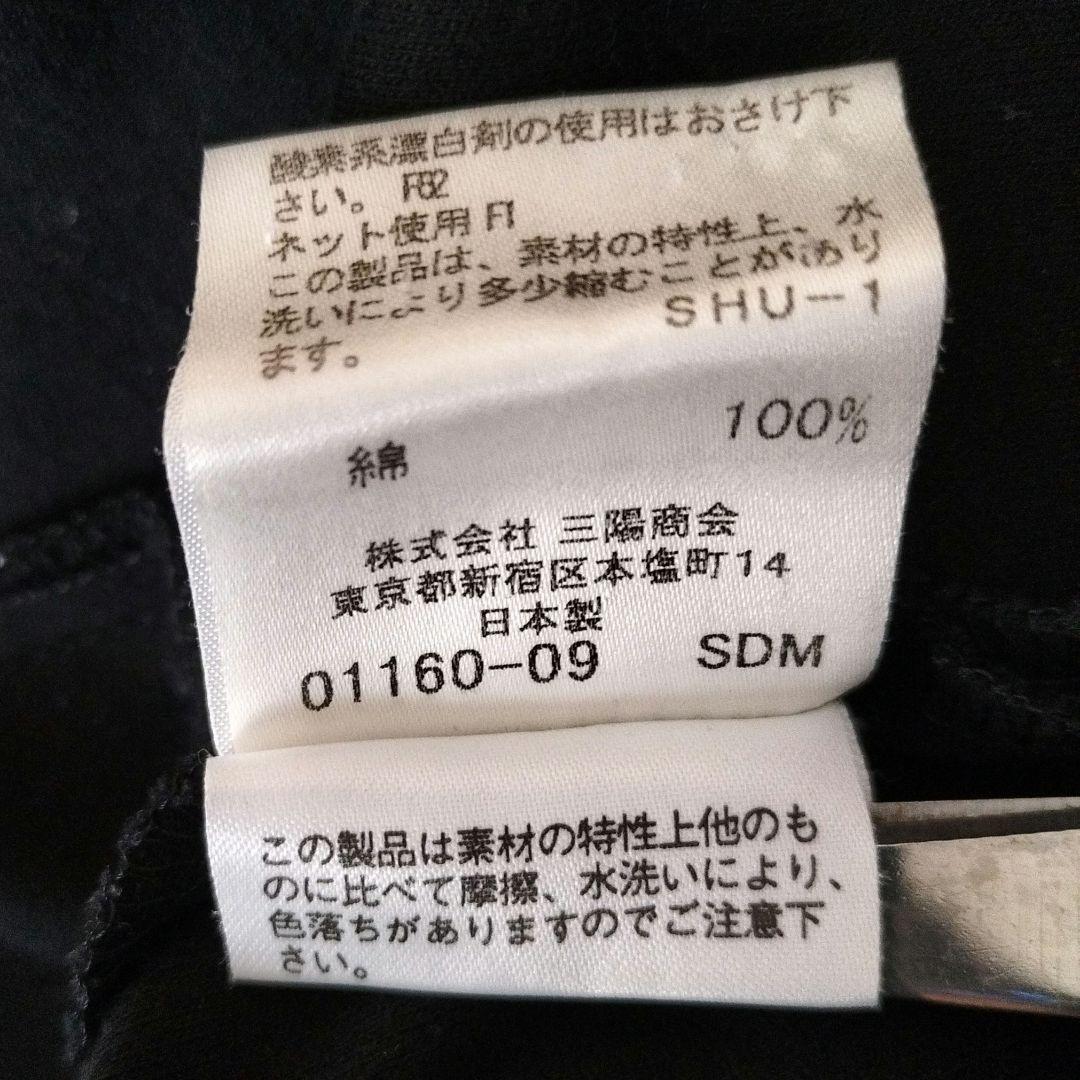 酸素系漂白剤の使用はおさけ下
さい。 FB2
ネット使用 F1
この製品は、素材の特性上、水
洗いにより多少縮むことがあり
ます。 SHU-1
綿 100%
株式会社 三陽商会
東京都新宿区本塩町14
日本製
01160-09 SDM
この製品は素材の特性上他のも
のに比べて摩擦、水洗いにより、
色落ちがありますのでご注意下
さい。